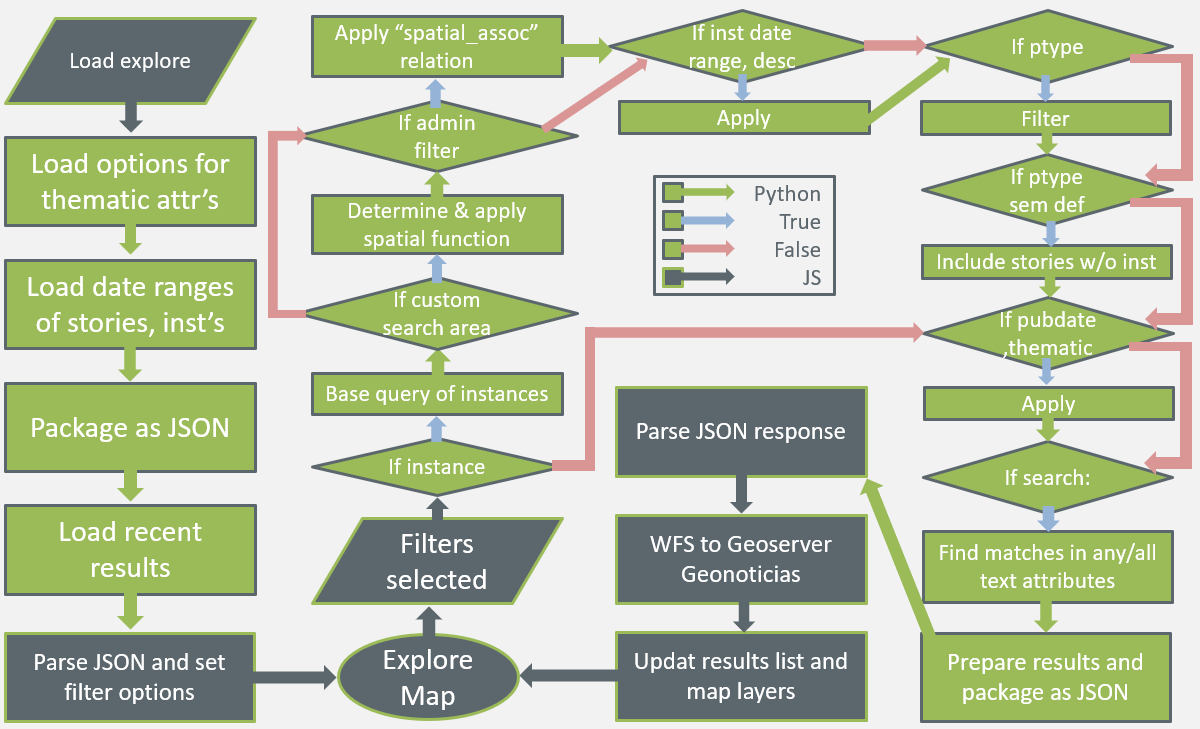 Load explore
Load options for
thematic attr's
Load date ranges
of stories, inst's
Package as JSON
Load recent
results
Parse JSON and set
filter options
Apply “spatial_assoc”
relation
If admin
filter
Determine & apply
spatial function
If custom
search area
Base query of instances
If instance
Filters
selected
Explore
Map
If inst date
range, desc
Apply
Python
True
False
JS
Parse JSON response
WFS to Geoserver
Geonoticias
Updat results list and
map layers
If ptype
Filter
If ptype
sem def
Include stories w/o inst
If pubdate
,thematic
Apply
If search:
Find matches in any/all
text attributes
Prepare results and
package as JSON